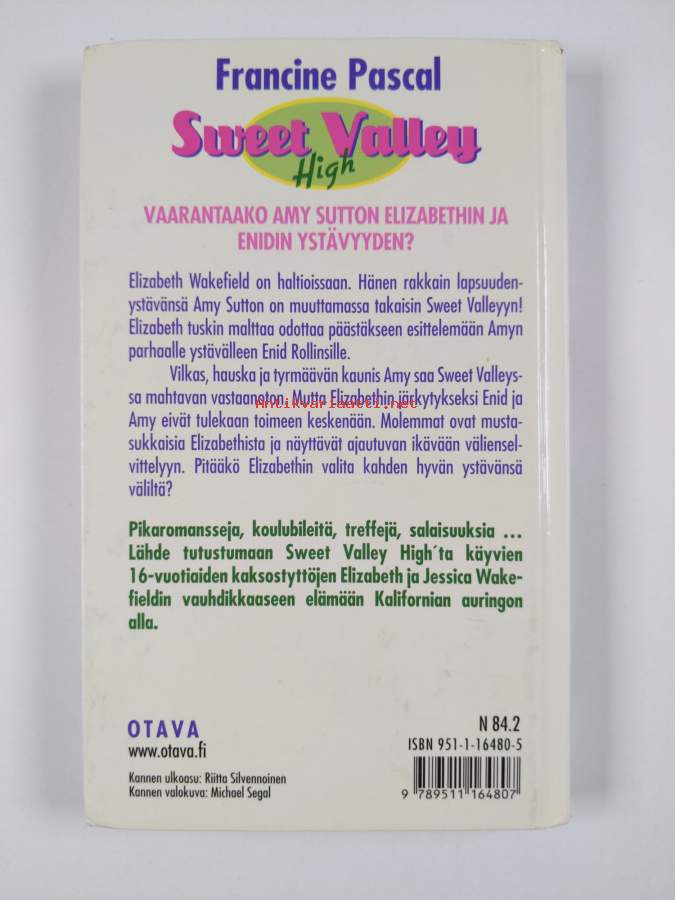 Francine Pascal
Sweet Valley
High
VAARANTAAKO AMY SUTTON ELIZABETHIN JA
ENIDIN YSTÄVYYDEN?
Elizabeth Wakefield on haltioissaan. Hänen rakkain lapsuuden-
ystävänsä Amy Sutton on muuttamassa takaisin Sweet Valleyyn!
Elizabeth tuskin malttaa odottaa päästäkseen esittelemään Amyn
parhaalle ystävälleen Enid Rollinsille.
Vilkas, hauska ja tyrmäävän kaunis Amy saa Sweet Valleys-
sa mahtavan vastaanoton. Mutta Elizabethin järkytykseksi Enid ja
Antikvariaatti.net
Amy eivät tulekaan toimeen keskenään. Molemmat ovat musta-
sukkaisia Elizabethista ja näyttävät ajautuvan ikävään väliensel-
vittelyyn. Pitääkö Elizabethin valita kahden hyvän ystävänsä
väliltä?
Pikaromansseja, koulubileitä, treffejä, salaisuuksia ...
Lähde tutustumaan Sweet Valley High´ta käyvien
16-vuotiaiden kaksostyttöjen Elizabeth ja Jessica Wake-
fieldin vauhdikkaaseen elämään Kalifornian auringon
alla.
OTAVA
www.otava.fi
Kannen ulkoasu: Riitta Silvennoinen
Kannen valokuva: Michael Segal
N 84.2
ISBN 951-1-16480-5
9 789511 164807